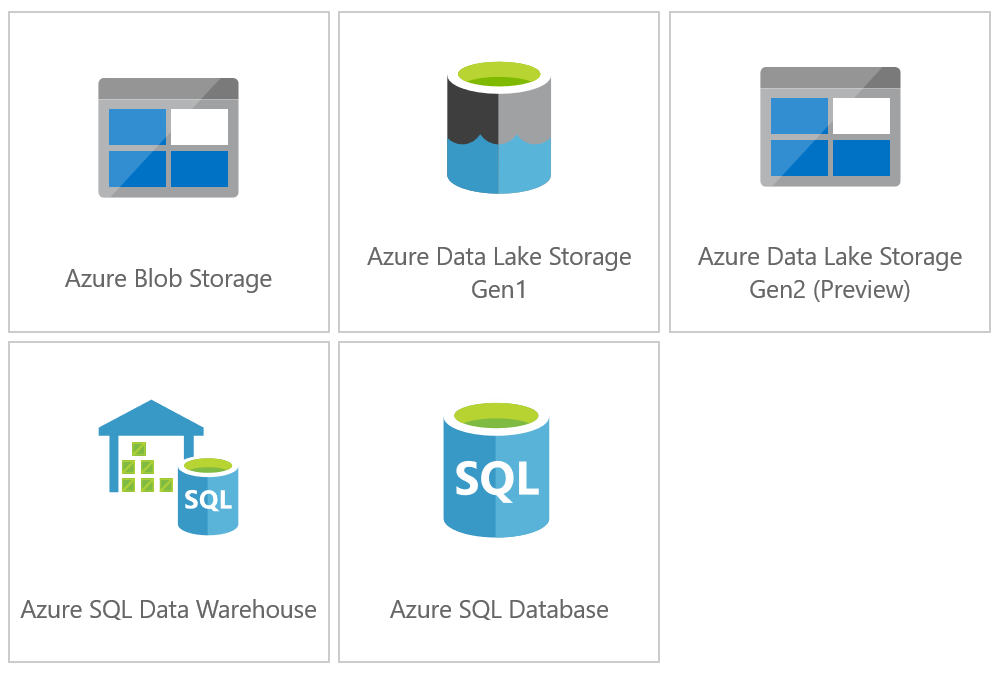 Azure Blob Storage
Azure Data Lake Storage
Gen1
Azure Data Lake Storage
Gen2 (Preview)
SQL
Azure SQL Data Warehouse
SQL
Azure SQL Database